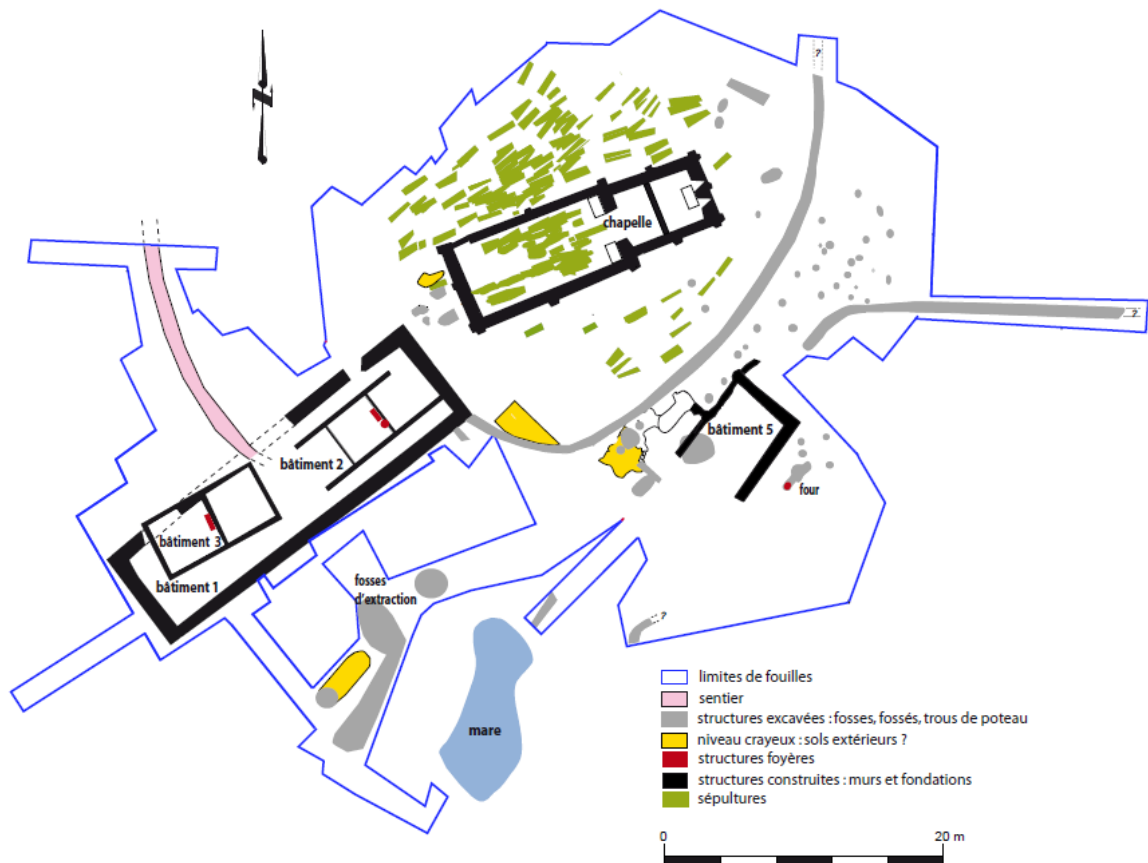 ?
chapelle
?
bâtiment 5
bâtiment 2
four
bâtiment 3
bâtiment 1
fosses
d'extraction
?
mare
limites de fouilles
sentier
structures excavées : fosses, fossés, trous de poteau
niveau crayeux : sols extérieurs ?
structures foyères
structures construites : murs et fondations
sépultures
0
20 m